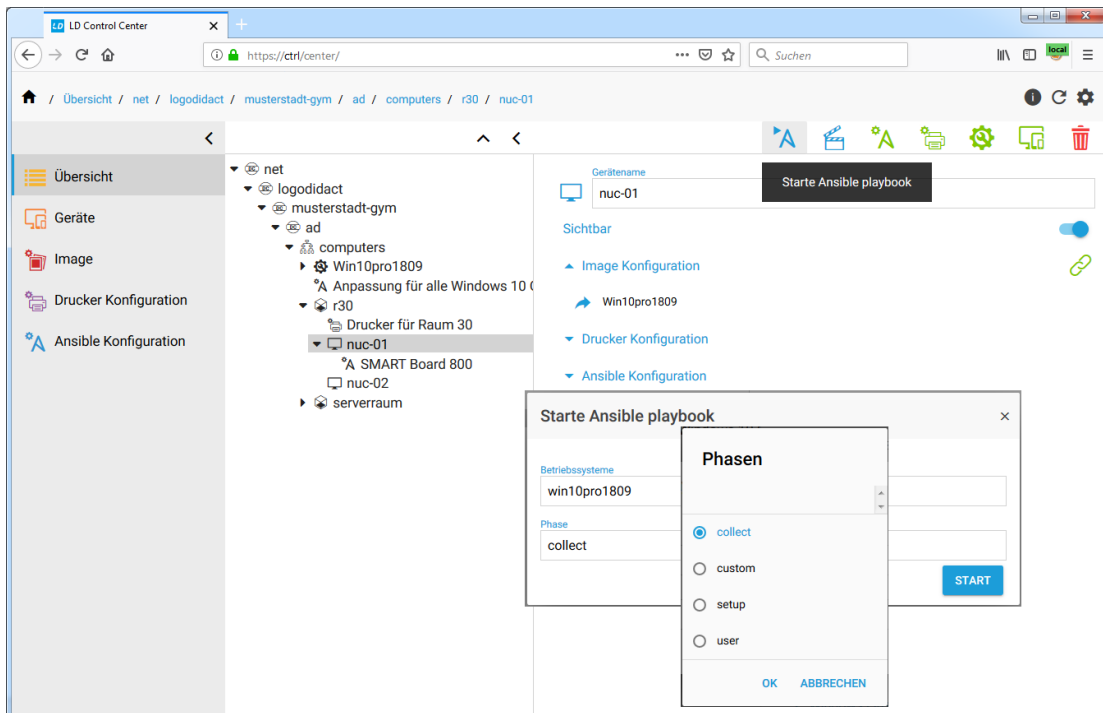 LD LD Control Center
https://ctrl/center/
Suchen
local
/ Übersicht / net / logodidact / musterstadt-gym / ad / computers / r30 / nuc-01
Übersicht
Geräte
Image
Drucker Konfiguration
Ansible Konfiguration
net
logodidact
musterstadt-gym
ad
computers
Win10pro1809
Anpassung für alle Windows 10
r30
Drucker für Raum 30
nuc-01
SMART Board 800
nuc-02
serverraum
Starte Ansible playbook
Gerätename
nuc-01
Sichtbar
Image Konfiguration
Win10pro1809
Drucker Konfiguration
Ansible Konfiguration
Starte Ansible playbook
Betriebssysteme
win10pro1809
Phase
collect
START
Phasen
collect
custom
setup
user
OK ABBRECHEN